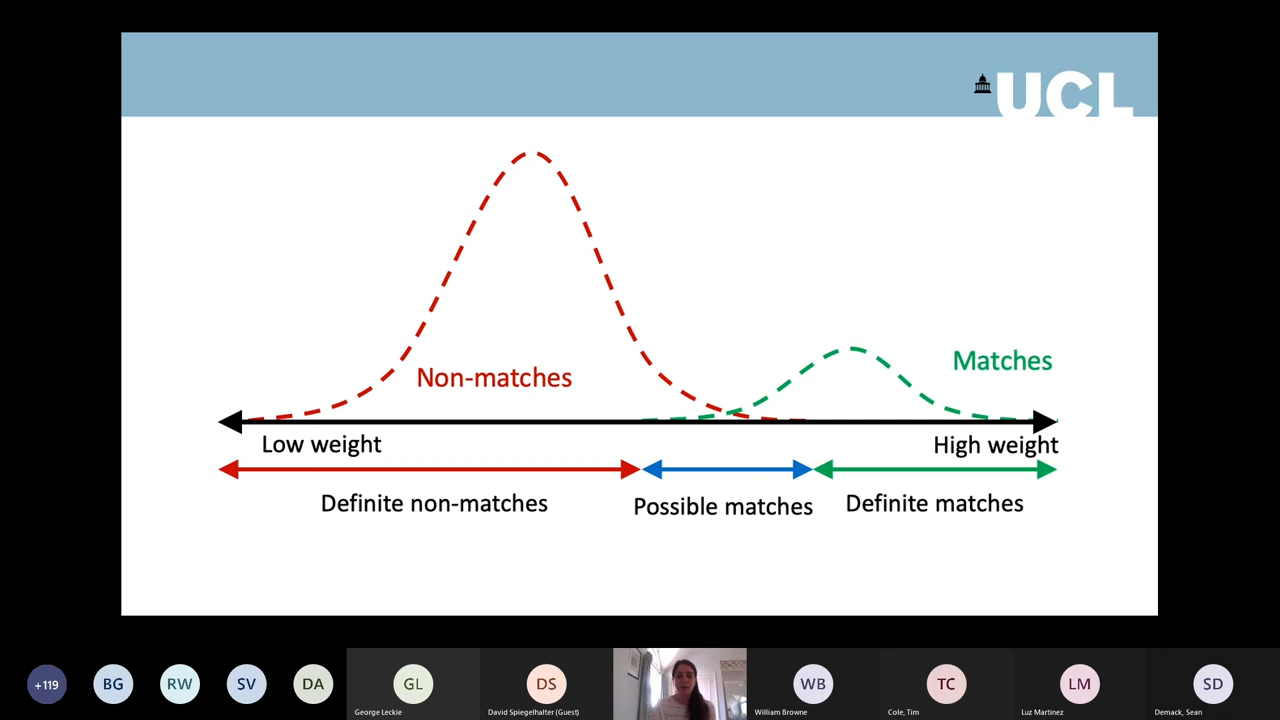 UCL
Matches
Non-matches
Low weight
High weight
Definite non-matches
Possible matches
Definite matches
+119
BG
RW
SV
DA
GL
George Leckie
DS
David Spiegelhalter (Guest)
WB
William Browne
TC
Cole, Tim
LM
Luz Martinez
SD
Demack, Sean